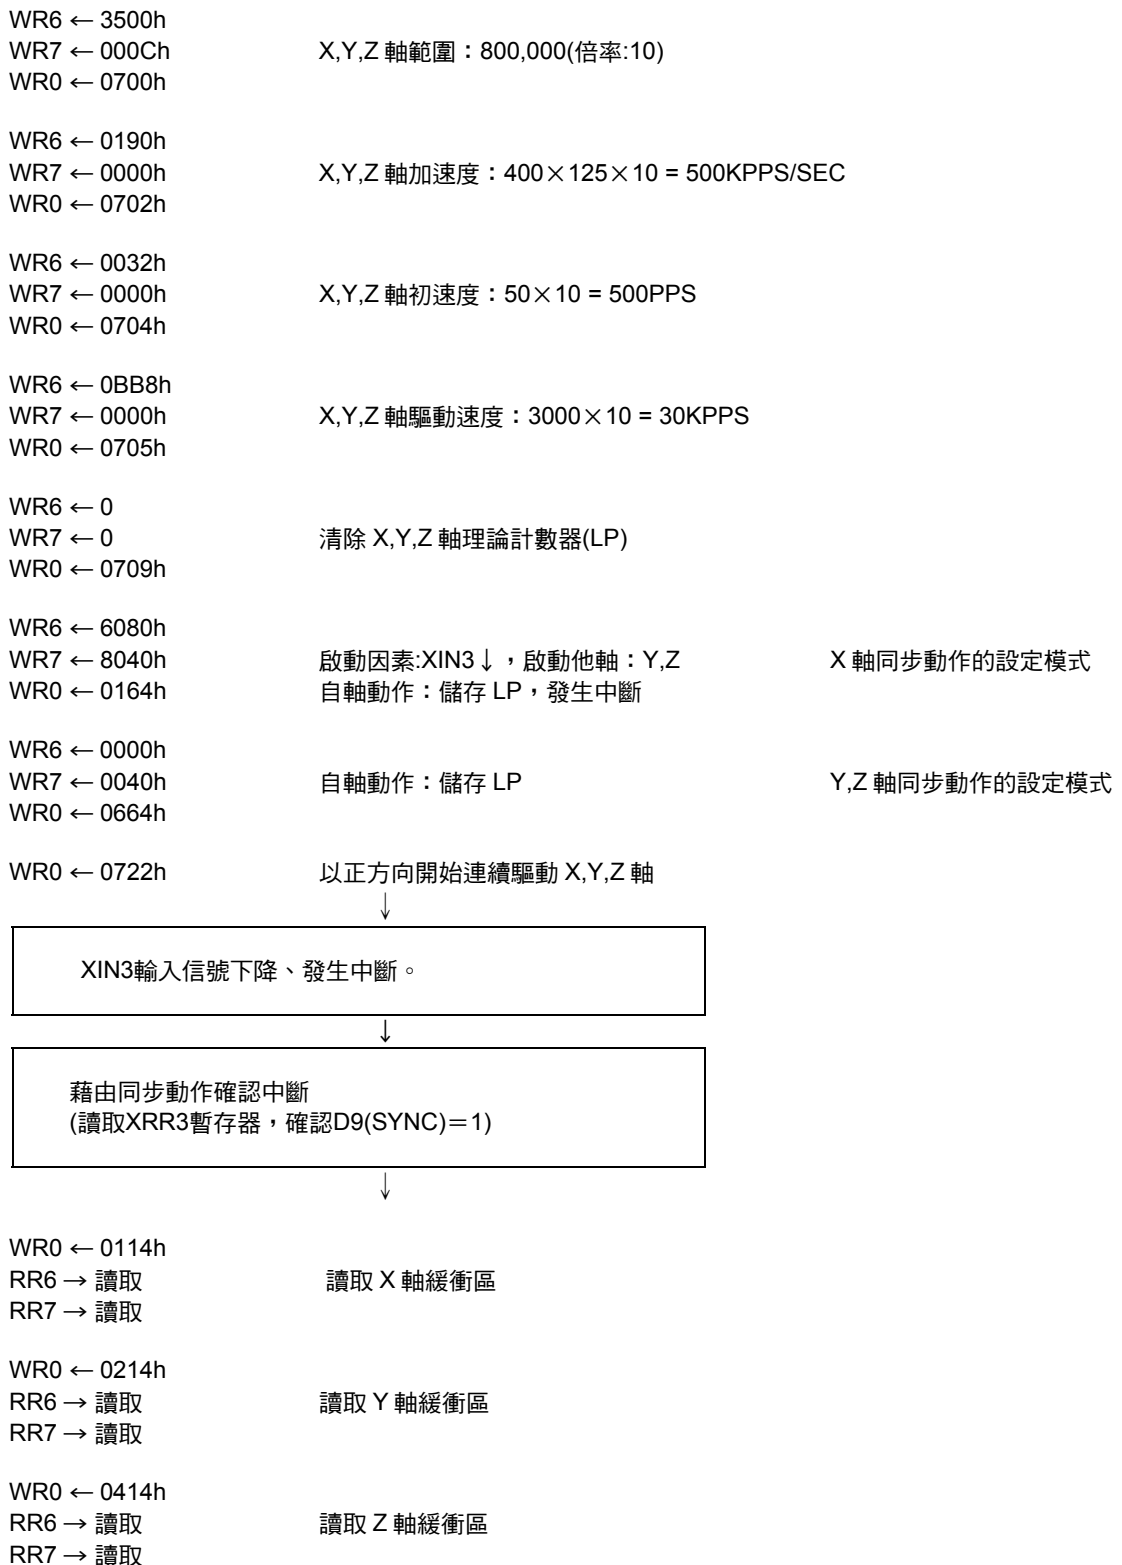 WR6 ← 3500h
WR7 ← 000Ch X,Y,Z 軸範圍：800,000(倍率:10)
WR0 ← 0700h
WR6 ← 0190h
WR7 ← 0000h X,Y,Z 軸加速度：400×125×10 = 500KPPS/SEC
WR0 ← 0702h
WR6 ← 0032h
WR7 ← 0000h X,Y,Z 軸初速度：50×10 = 500PPS
WR0 ← 0704h
WR6 ← 0BB8h
WR7 ← 0000h X,Y,Z 軸驅動速度：3000×10 = 30KPPS
WR0 ← 0705h
WR6 ← 0
WR7 ← 0 清除 X,Y,Z 軸理論計數器(LP)
WR0 ← 0709h
WR6 ← 6080h
WR7 ← 8040h 啟動因素:XIN3↓，啟動他軸：Y,Z X 軸同步動作的設定模式
WR0 ← 0164h 自軸動作：儲存 LP，發生中斷
WR6 ← 0000h
WR7 ← 0040h 自軸動作：儲存 LP Y,Z 軸同步動作的設定模式
WR0 ← 0664h
WR0 ← 0722h 以正方向開始連續驅動 X,Y,Z 軸
↓
XIN3輸入信號下降、發生中斷。
↓
藉由同步動作確認中斷
(讀取XRR3暫存器，確認D9(SYNC)＝1)
↓
WR0 ← 0114h
RR6 → 讀取 讀取 X 軸緩衝區
RR7 → 讀取
WR0 ← 0214h
RR6 → 讀取 讀取 Y 軸緩衝區
RR7 → 讀取
WR0 ← 0414h
RR6 → 讀取 讀取 Z 軸緩衝區
RR7 → 讀取